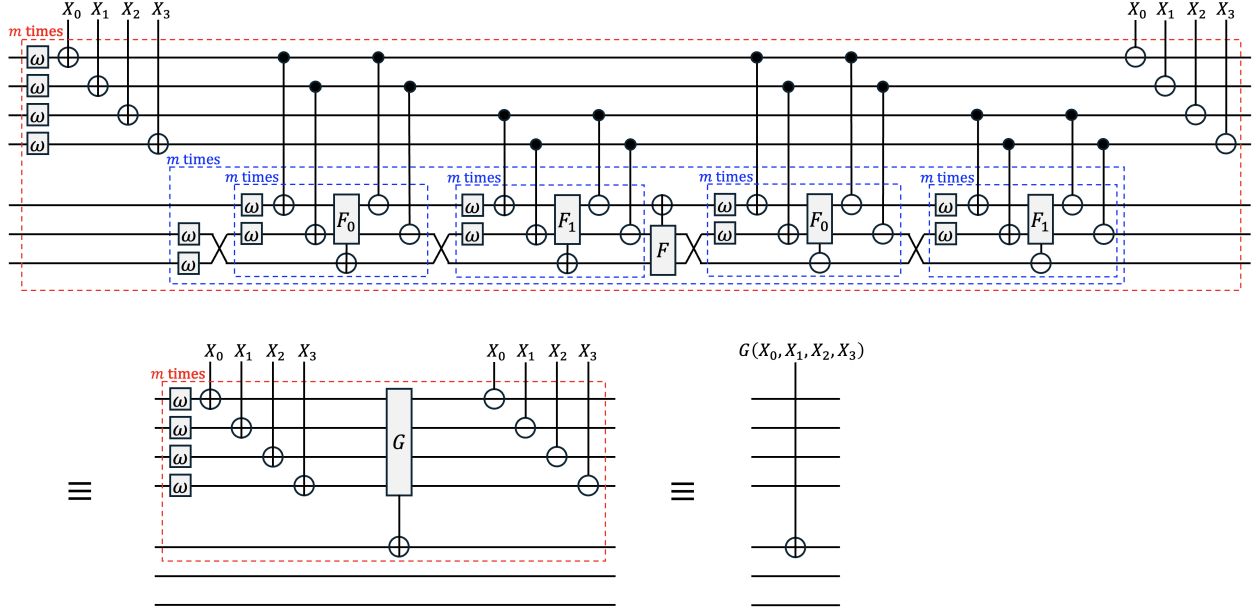 X₀ X₁ X₂ X₃ X₀ X₁ X₂ X₃
m times
ω
ω
ω
ω
m times
m times m times m times m times
ω ω ω ω
F₀ F₁ F₀ F₁
ω ω ω ω ω
F
ω
X₀ X₁ X₂ X₃ X₀ X₁ X₂ X₃ G(X₀, X₁, X₂, X₃)
m times
ω
ω
G
ω
ω
≡ ≡